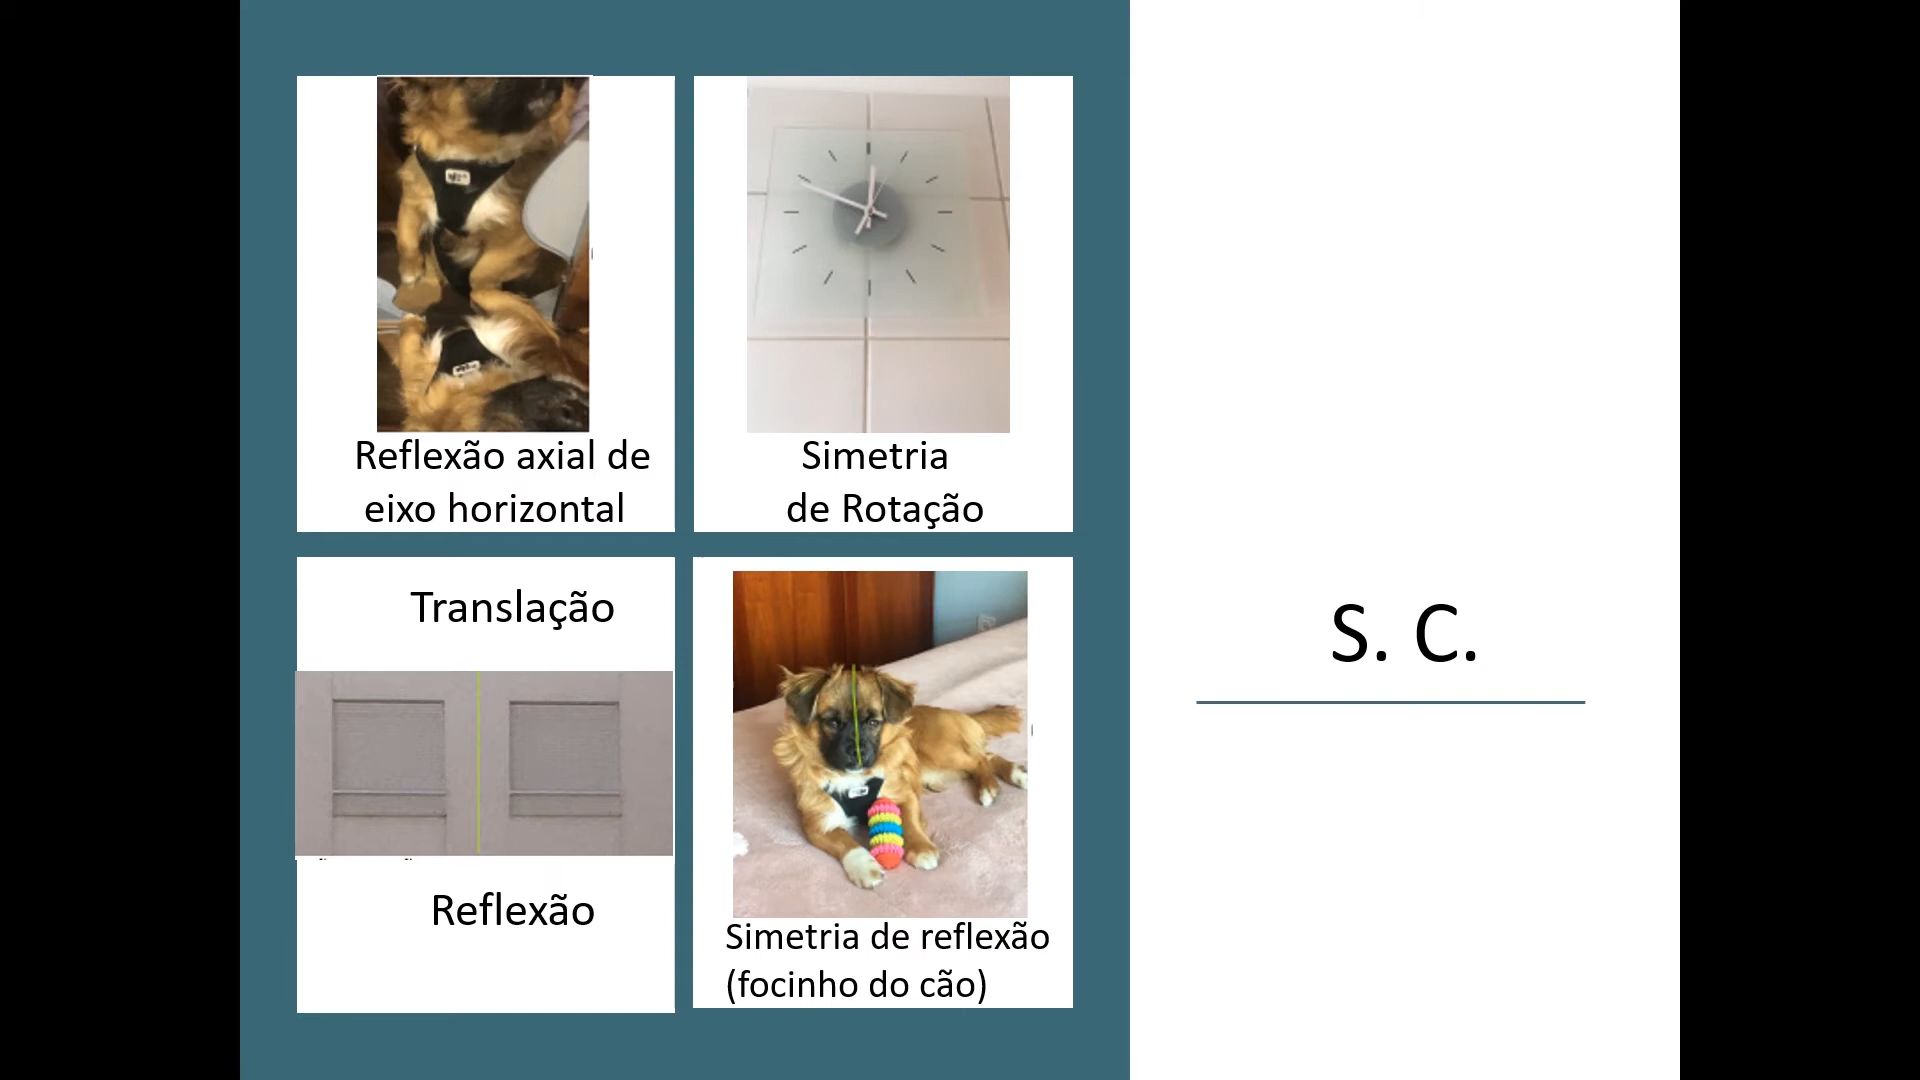 Reflexão axial de
eixo horizontal
Simetria
de Rotação
Translação
Reflexão
Simetria de reflexão
(focinho do cão)
S. C.